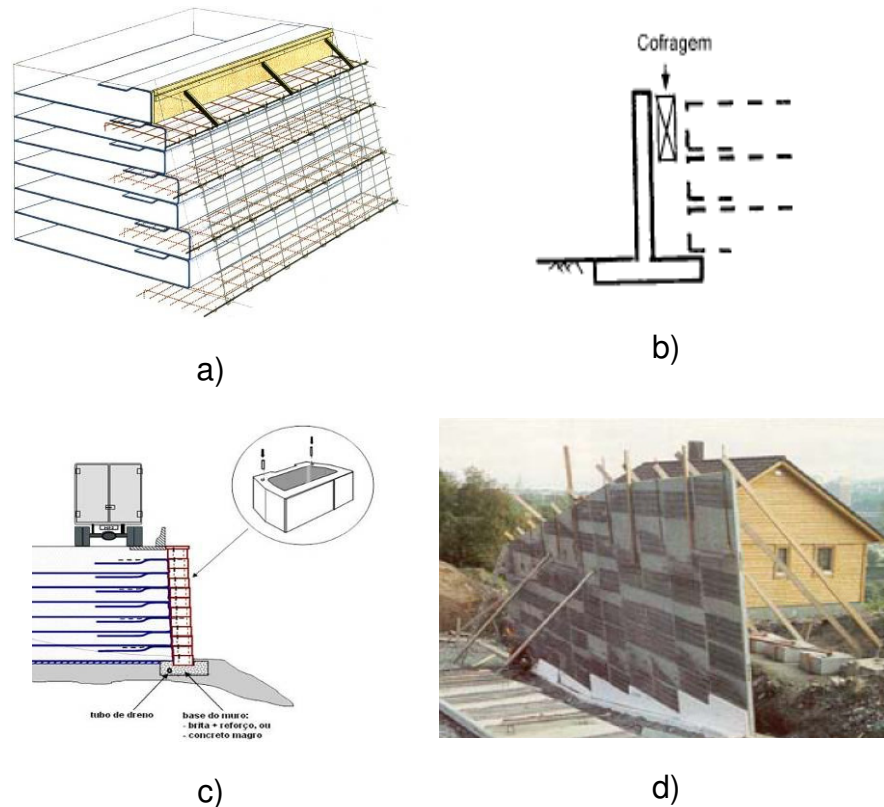 Cofragem
a)
b)
tubo de dreno
base do muro:
- brita + reforço, ou
- concreto magro
c)
d)